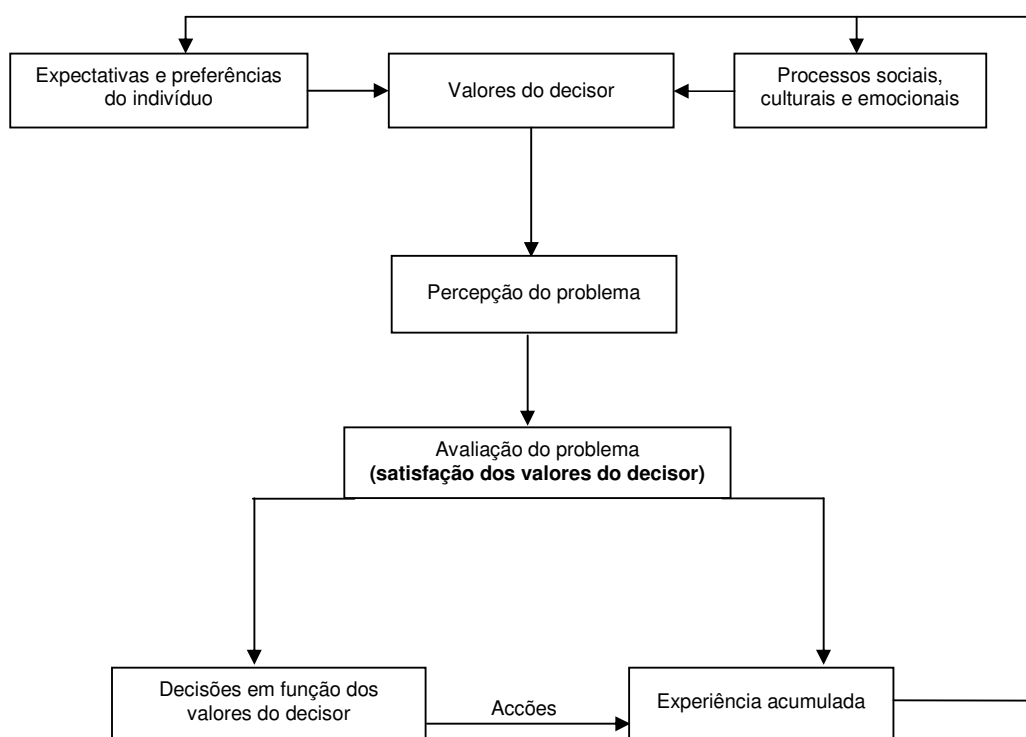 Expectativas e preferências
do indivíduo
Valores do decisor
Processos sociais,
culturais e emocionais
Percepção do problema
Avaliação do problema
(satisfação dos valores do decisor)
Decisões em função dos
valores do decisor
Accões
Experiência acumulada